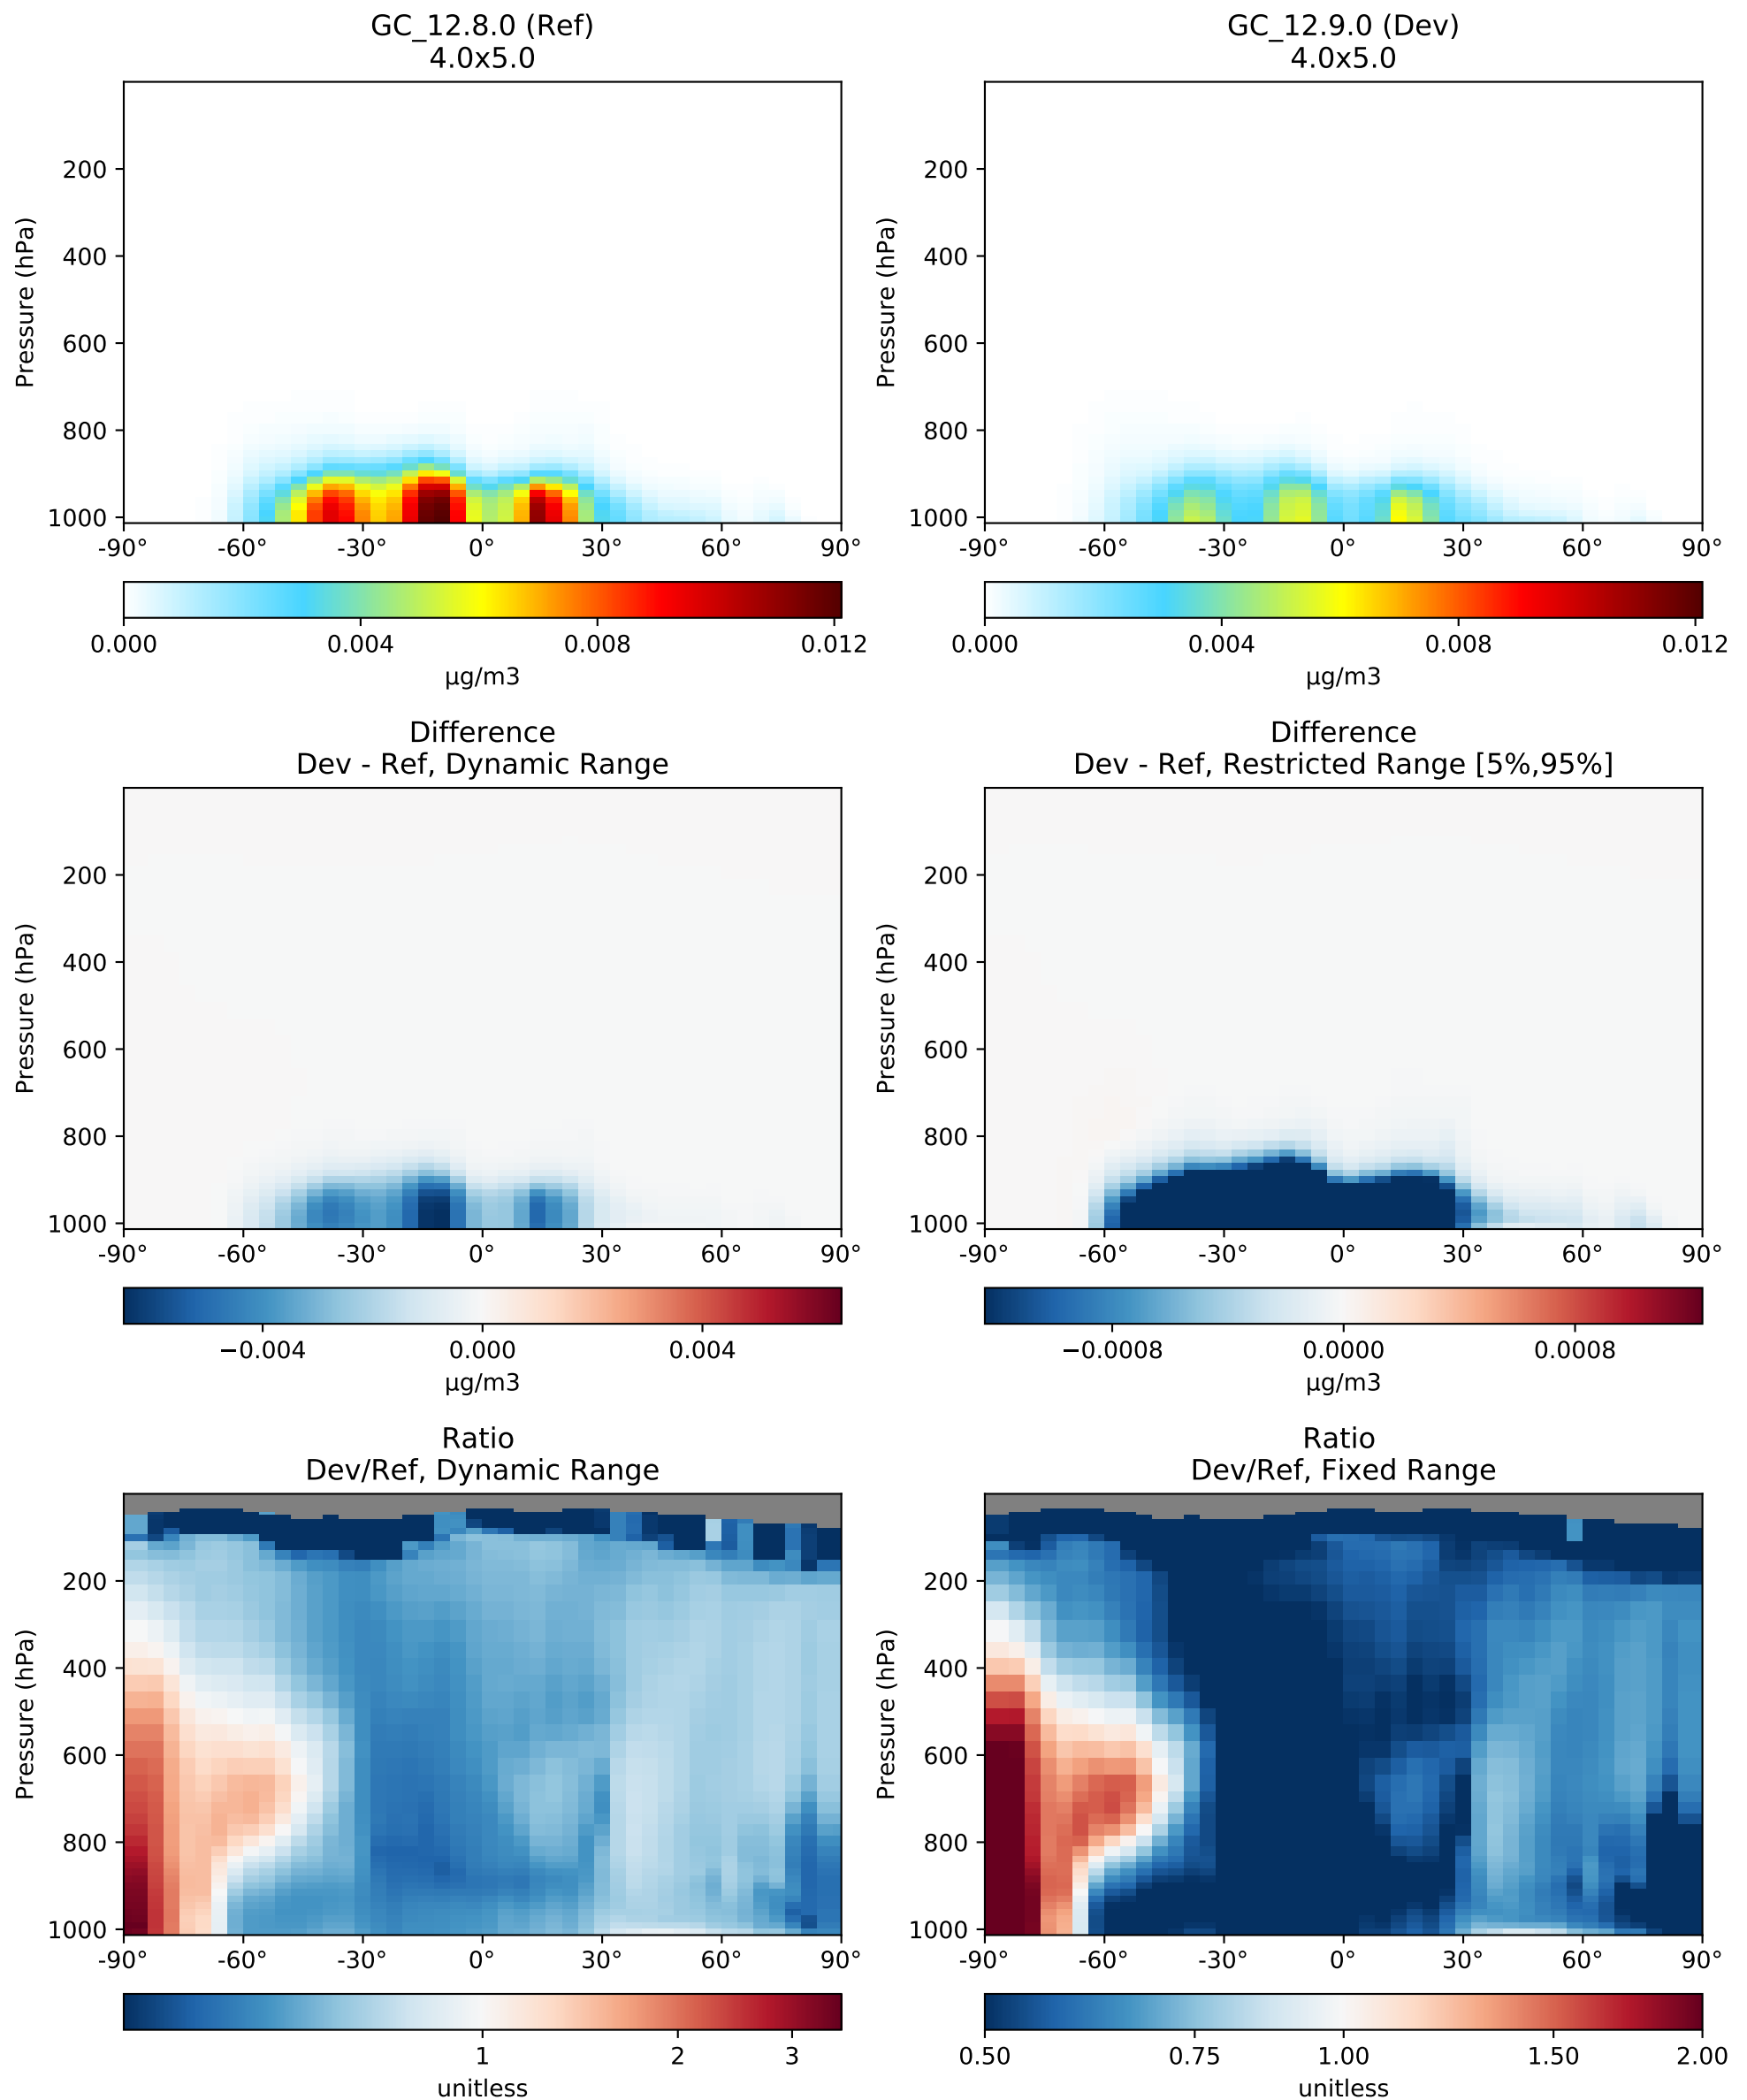 GC_12.8.0 (Ref)
4.0x5.0
Pressure (hPa)
200
400
600
800
1000
-90° -60° -30° 0° 30° 60° 90°
0.000 0.004 0.008 0.012
μg/m3
GC_12.9.0 (Dev)
4.0x5.0
Pressure (hPa)
200
400
600
800
1000
-90° -60° -30° 0° 30° 60° 90°
0.000 0.004 0.008 0.012
μg/m3
Difference
Dev - Ref, Dynamic Range
Pressure (hPa)
200
400
600
800
1000
-90° -60° -30° 0° 30° 60° 90°
−0.004 0.000 0.004
μg/m3
Difference
Dev - Ref, Restricted Range [5%,95%]
Pressure (hPa)
200
400
600
800
1000
-90° -60° -30° 0° 30° 60° 90°
−0.0008 0.0000 0.0008
μg/m3
Ratio
Dev/Ref, Dynamic Range
Pressure (hPa)
200
400
600
800
1000
-90° -60° -30° 0° 30° 60° 90°
1 2 3
unitless
Ratio
Dev/Ref, Fixed Range
Pressure (hPa)
200
400
600
800
1000
-90° -60° -30° 0° 30° 60° 90°
0.50 0.75 1.00 1.50 2.00
unitless